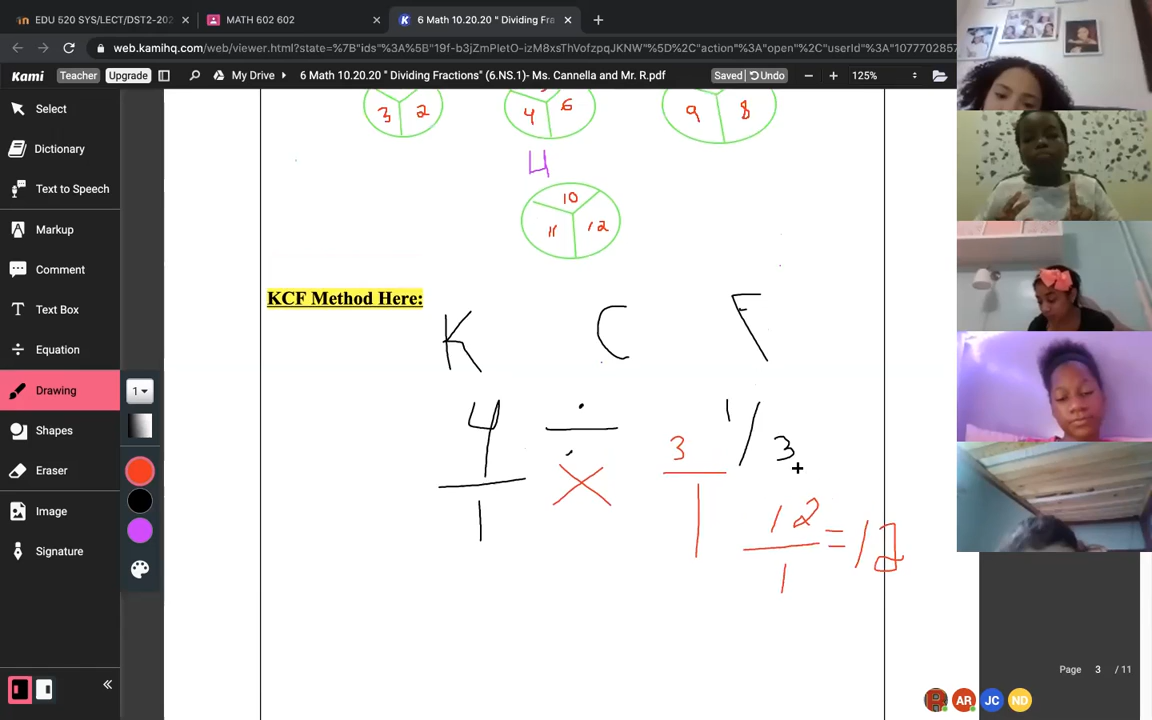 EDU 520 SYS/LECT/DST2-202
MATH 602 602
6 Math 10.20.20 " Dividing Fra
web.kamihq.com/web/viewer.html?state=%7B"ids"%3A%5B"19f-b3jZmPIetO-izM8xsThVofzpqJKNW"%5D%2C"action"%3A"open"%2C"userId"%3A"1077702857
Kami
Teacher
Upgrade
My Drive
6 Math 10.20.20 " Dividing Fractions" (6.NS.1)- Ms. Cannella and Mr. R.pdf
Saved
Undo
125%
Select
Dictionary
Text to Speech
Markup
Comment
Text Box
Equation
Drawing
1
Shapes
Eraser
Image
Signature
3 2
4 6
9 8
4
10
11 12
KCF Method Here:
K C F
4/1 ÷ 1/3
× 3/1
12/1 = 12
Page 3 / 11
AR JC ND